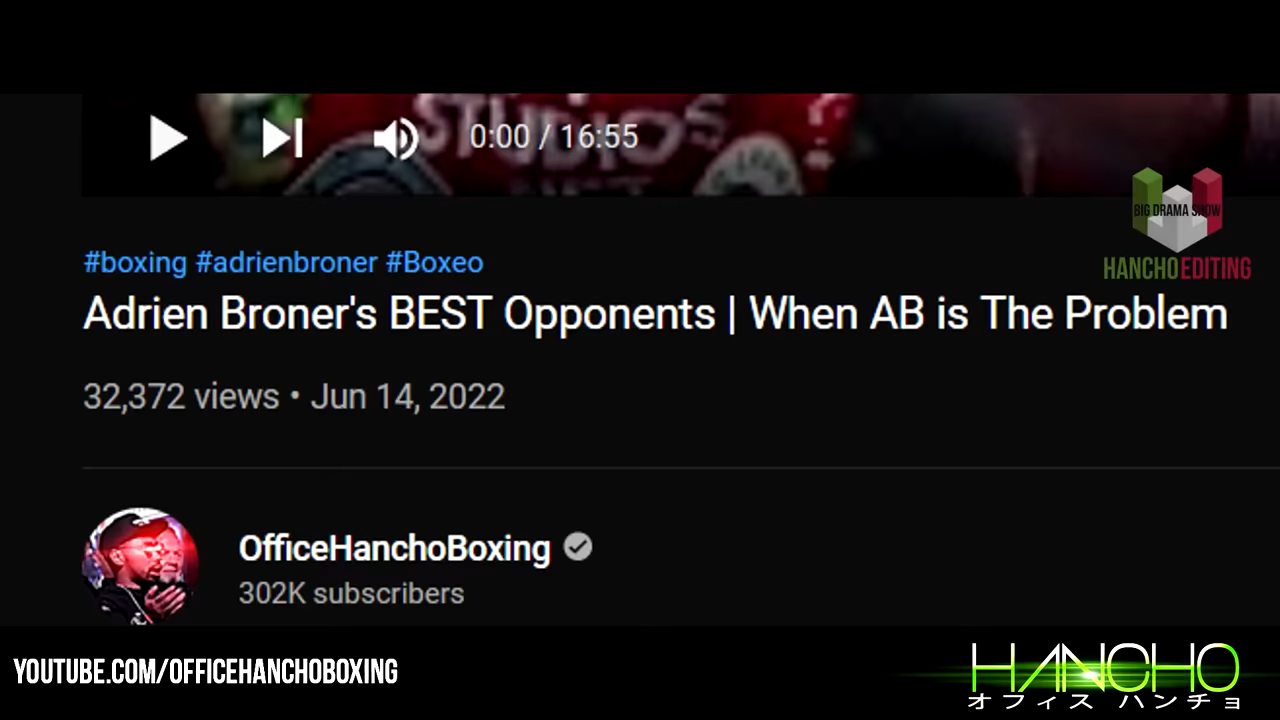 STUDIOS
0:00 / 16:55
BIG DRAMA SHOW
HANCHOEDITING
#boxing #adrienbroner #Boxeo
Adrien Broner's BEST Opponents | When AB is The Problem
32,372 views • Jun 14, 2022
OfficeHanchoBoxing
302K subscribers
YOUTUBE.COM/OFFICEHANCHOBOXING
HANCHO
オフィス ハンチョ